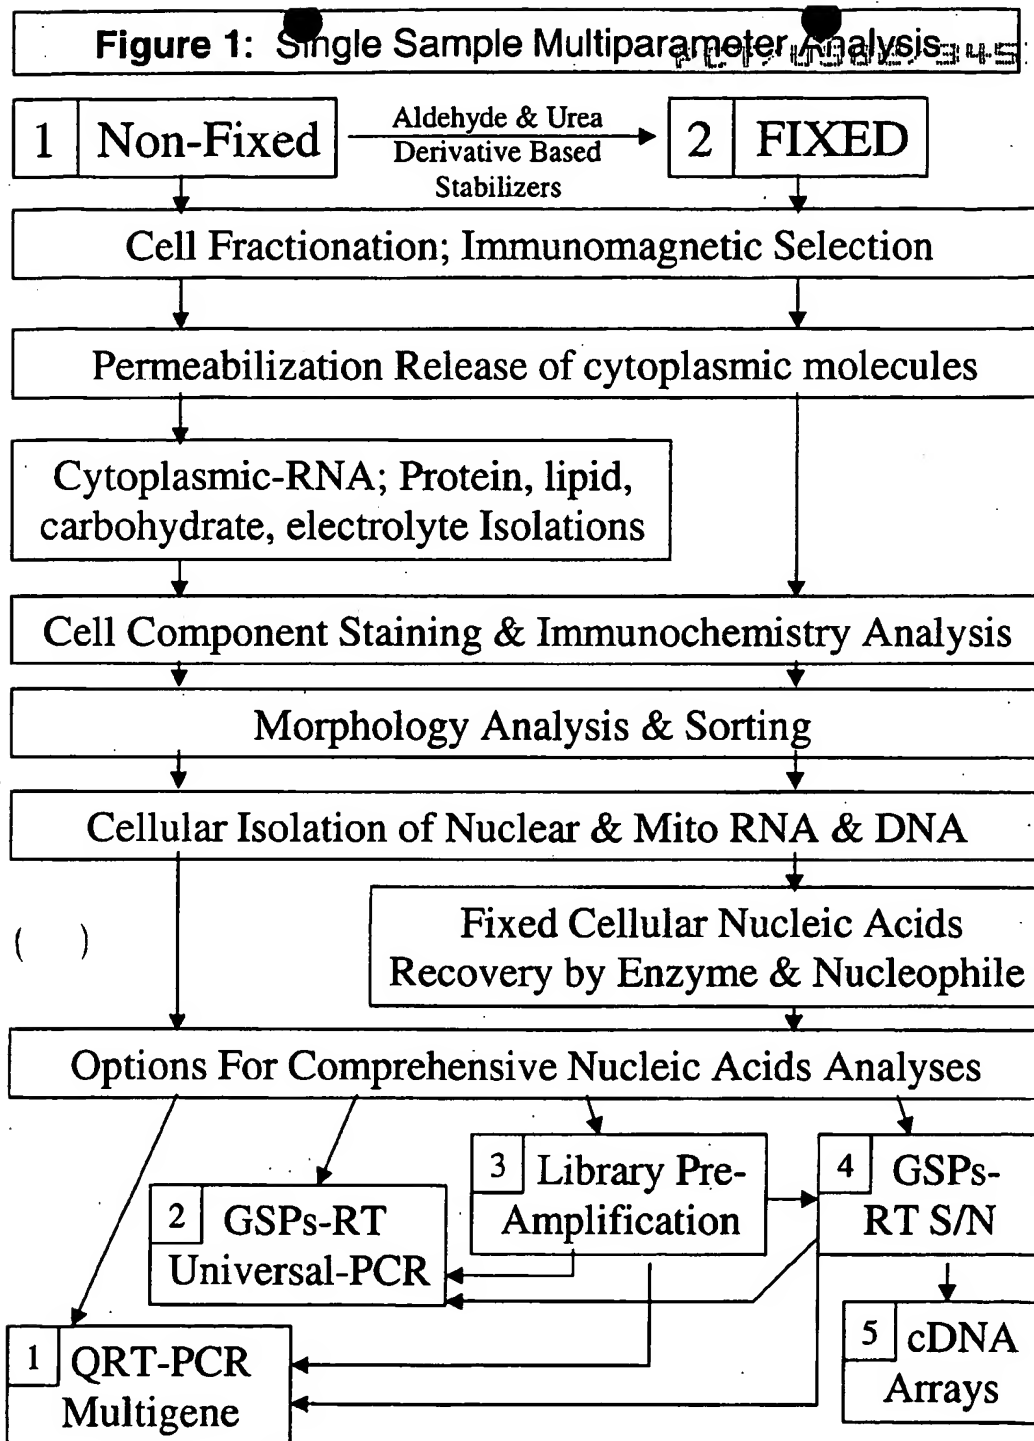 Figure 1: Single Sample Multiparameter Analysis
1 Non-Fixed
Aldehyde & Urea
Derivative Based
Stabilizers
2 FIXED
Cell Fractionation; Immunomagnetic Selection
Permeabilization Release of cytoplasmic molecules
Cytoplasmic-RNA; Protein, lipid,
carbohydrate, electrolyte Isolations
Cell Component Staining & Immunochemistry Analysis
Morphology Analysis & Sorting
Cellular Isolation of Nuclear & Mito RNA & DNA
Fixed Cellular Nucleic Acids
Recovery by Enzyme & Nucleophile
( )
Options For Comprehensive Nucleic Acids Analyses
3 Library Pre-
Amplification
4 GSPs-
RT S/N
2 GSPs-RT
Universal-PCR
5 cDNA
Arrays
1 QRT-PCR
Multigene